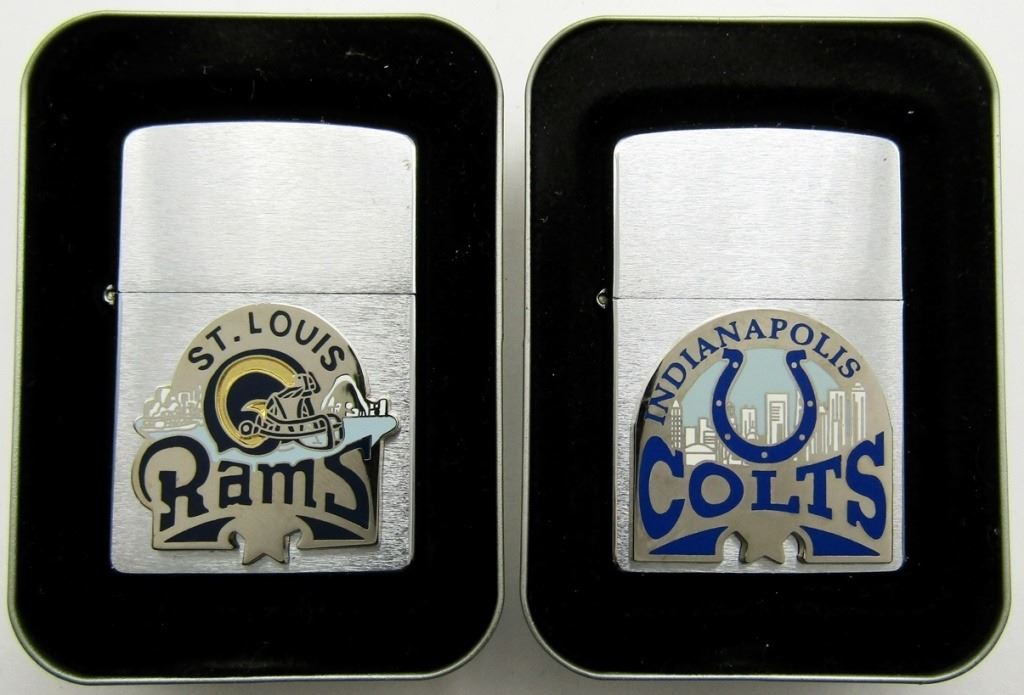 ST. LOUIS
RamS
INDIANAPOLIS
COLTS